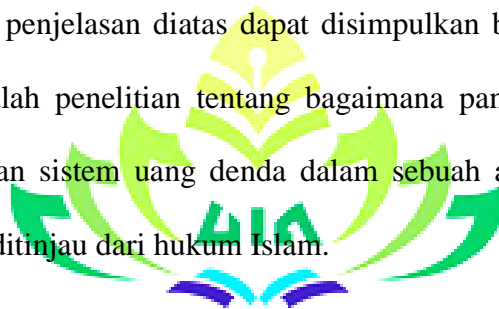 penjelasan diatas dapat disimpulkan b
lah penelitian tentang bagaimana pan
an sistem uang denda dalam sebuah a
ditinjau dari hukum Islam.